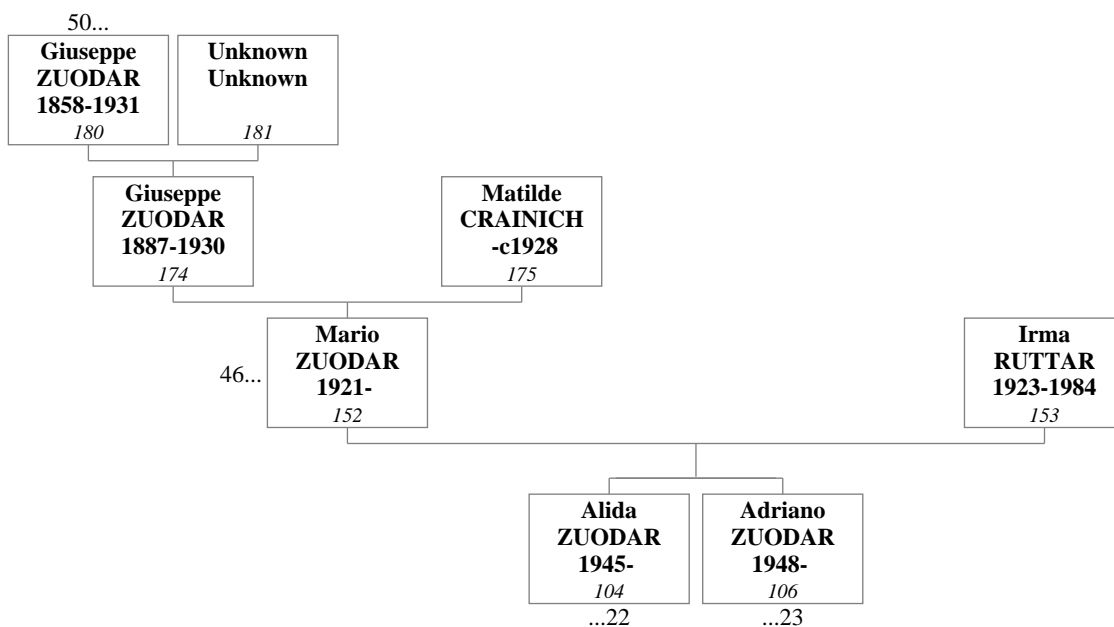 50...
Giuseppe
ZUODAR
1858-1931
180
Unknown
Unknown
181
Giuseppe
ZUODAR
1887-1930
174
Matilde
CRAINICH
-c1928
175
46...
Mario
ZUODAR
1921-
152
Irma
RUTTAR
1923-1984
153
Alida
ZUODAR
1945-
104
...22
Adriano
ZUODAR
1948-
106
...23